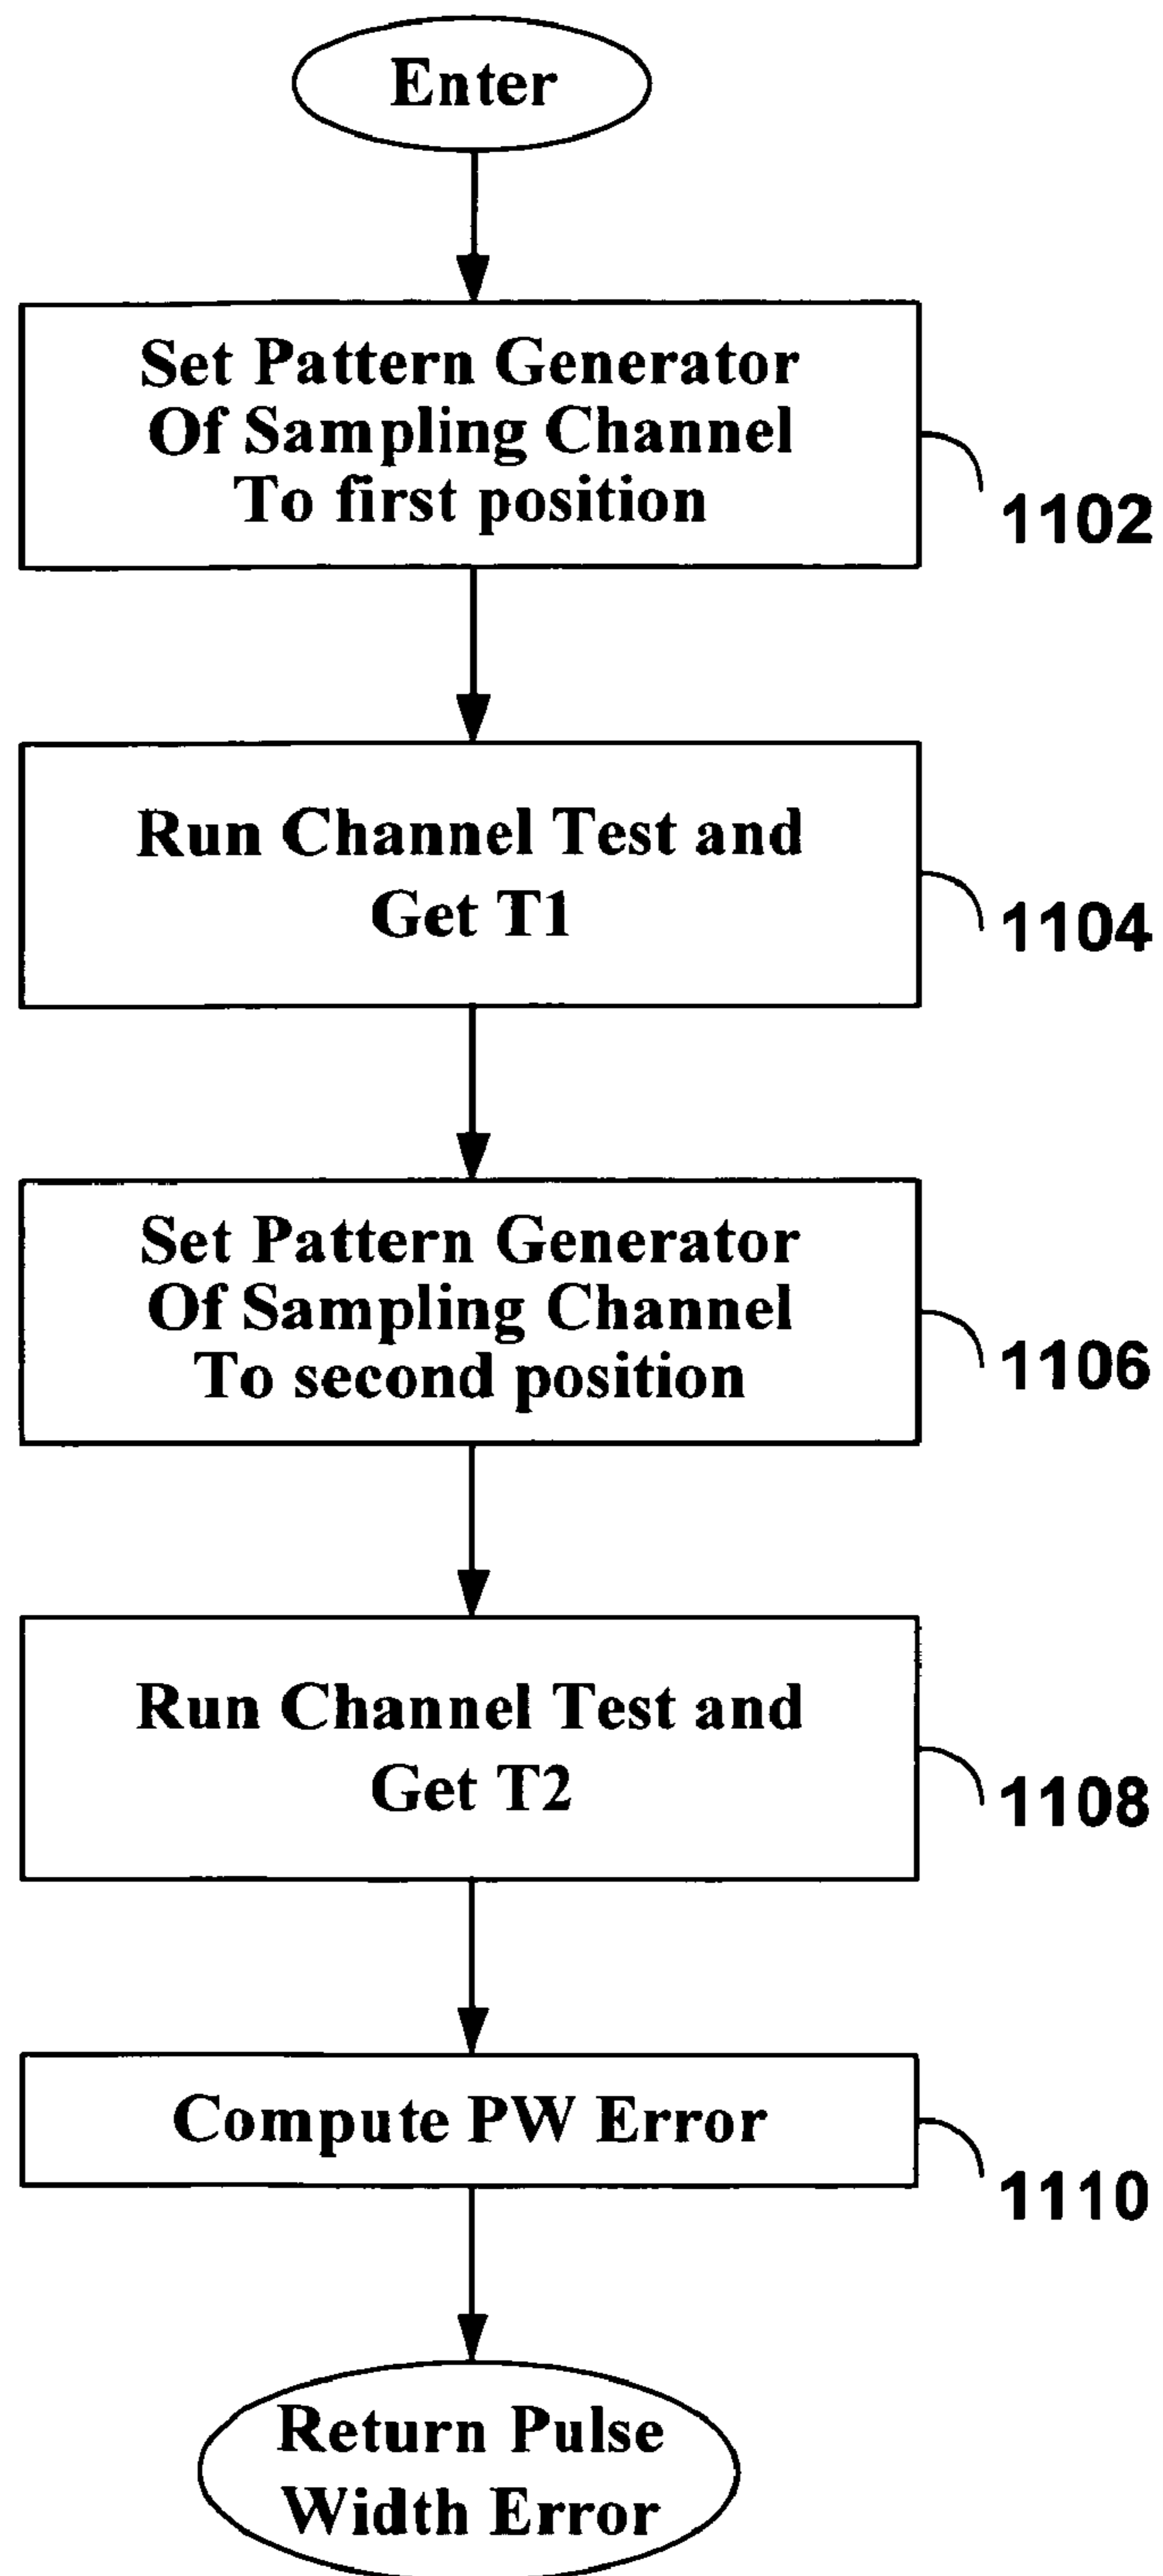 Enter
Set Pattern Generator
Of Sampling Channel
To first position
1102
Run Channel Test and
Get T1
1104
Set Pattern Generator
Of Sampling Channel
To second position
1106
Run Channel Test and
Get T2
1108
Compute PW Error
1110
Return Pulse
Width Error